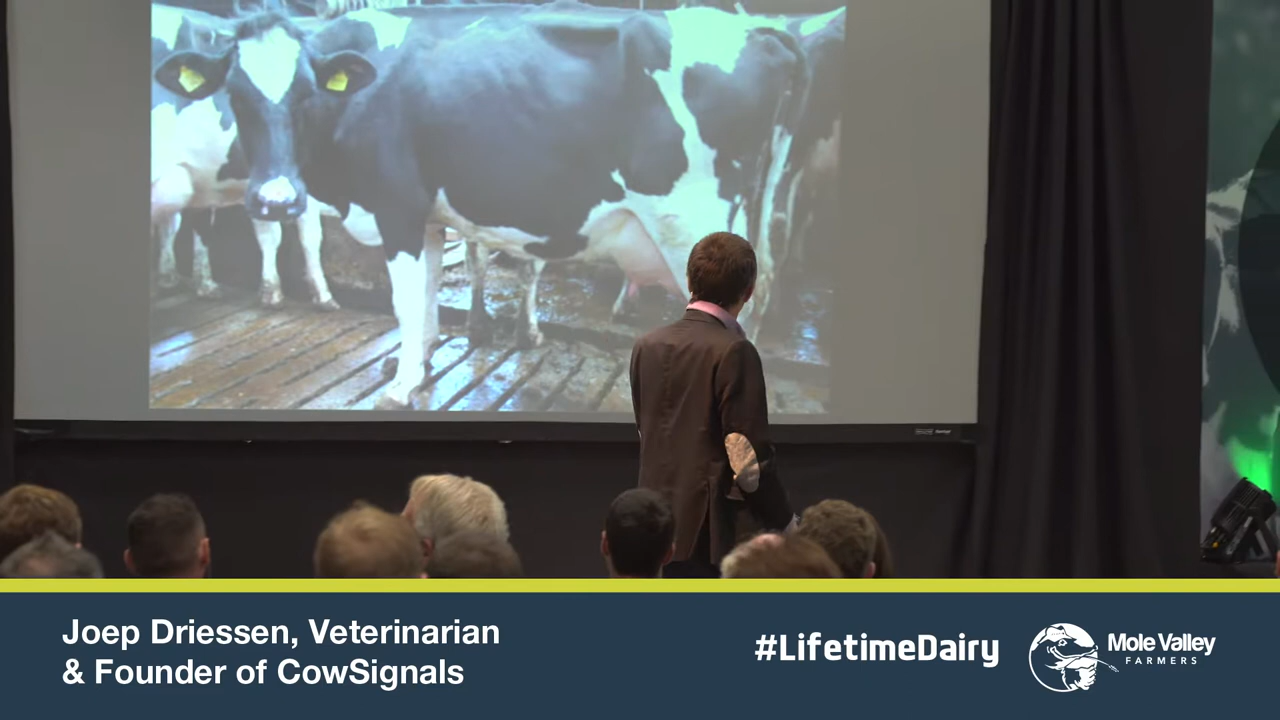 Joep Driessen, Veterinarian
& Founder of CowSignals
#LifetimeDairy
Mole Valley
FARMERS